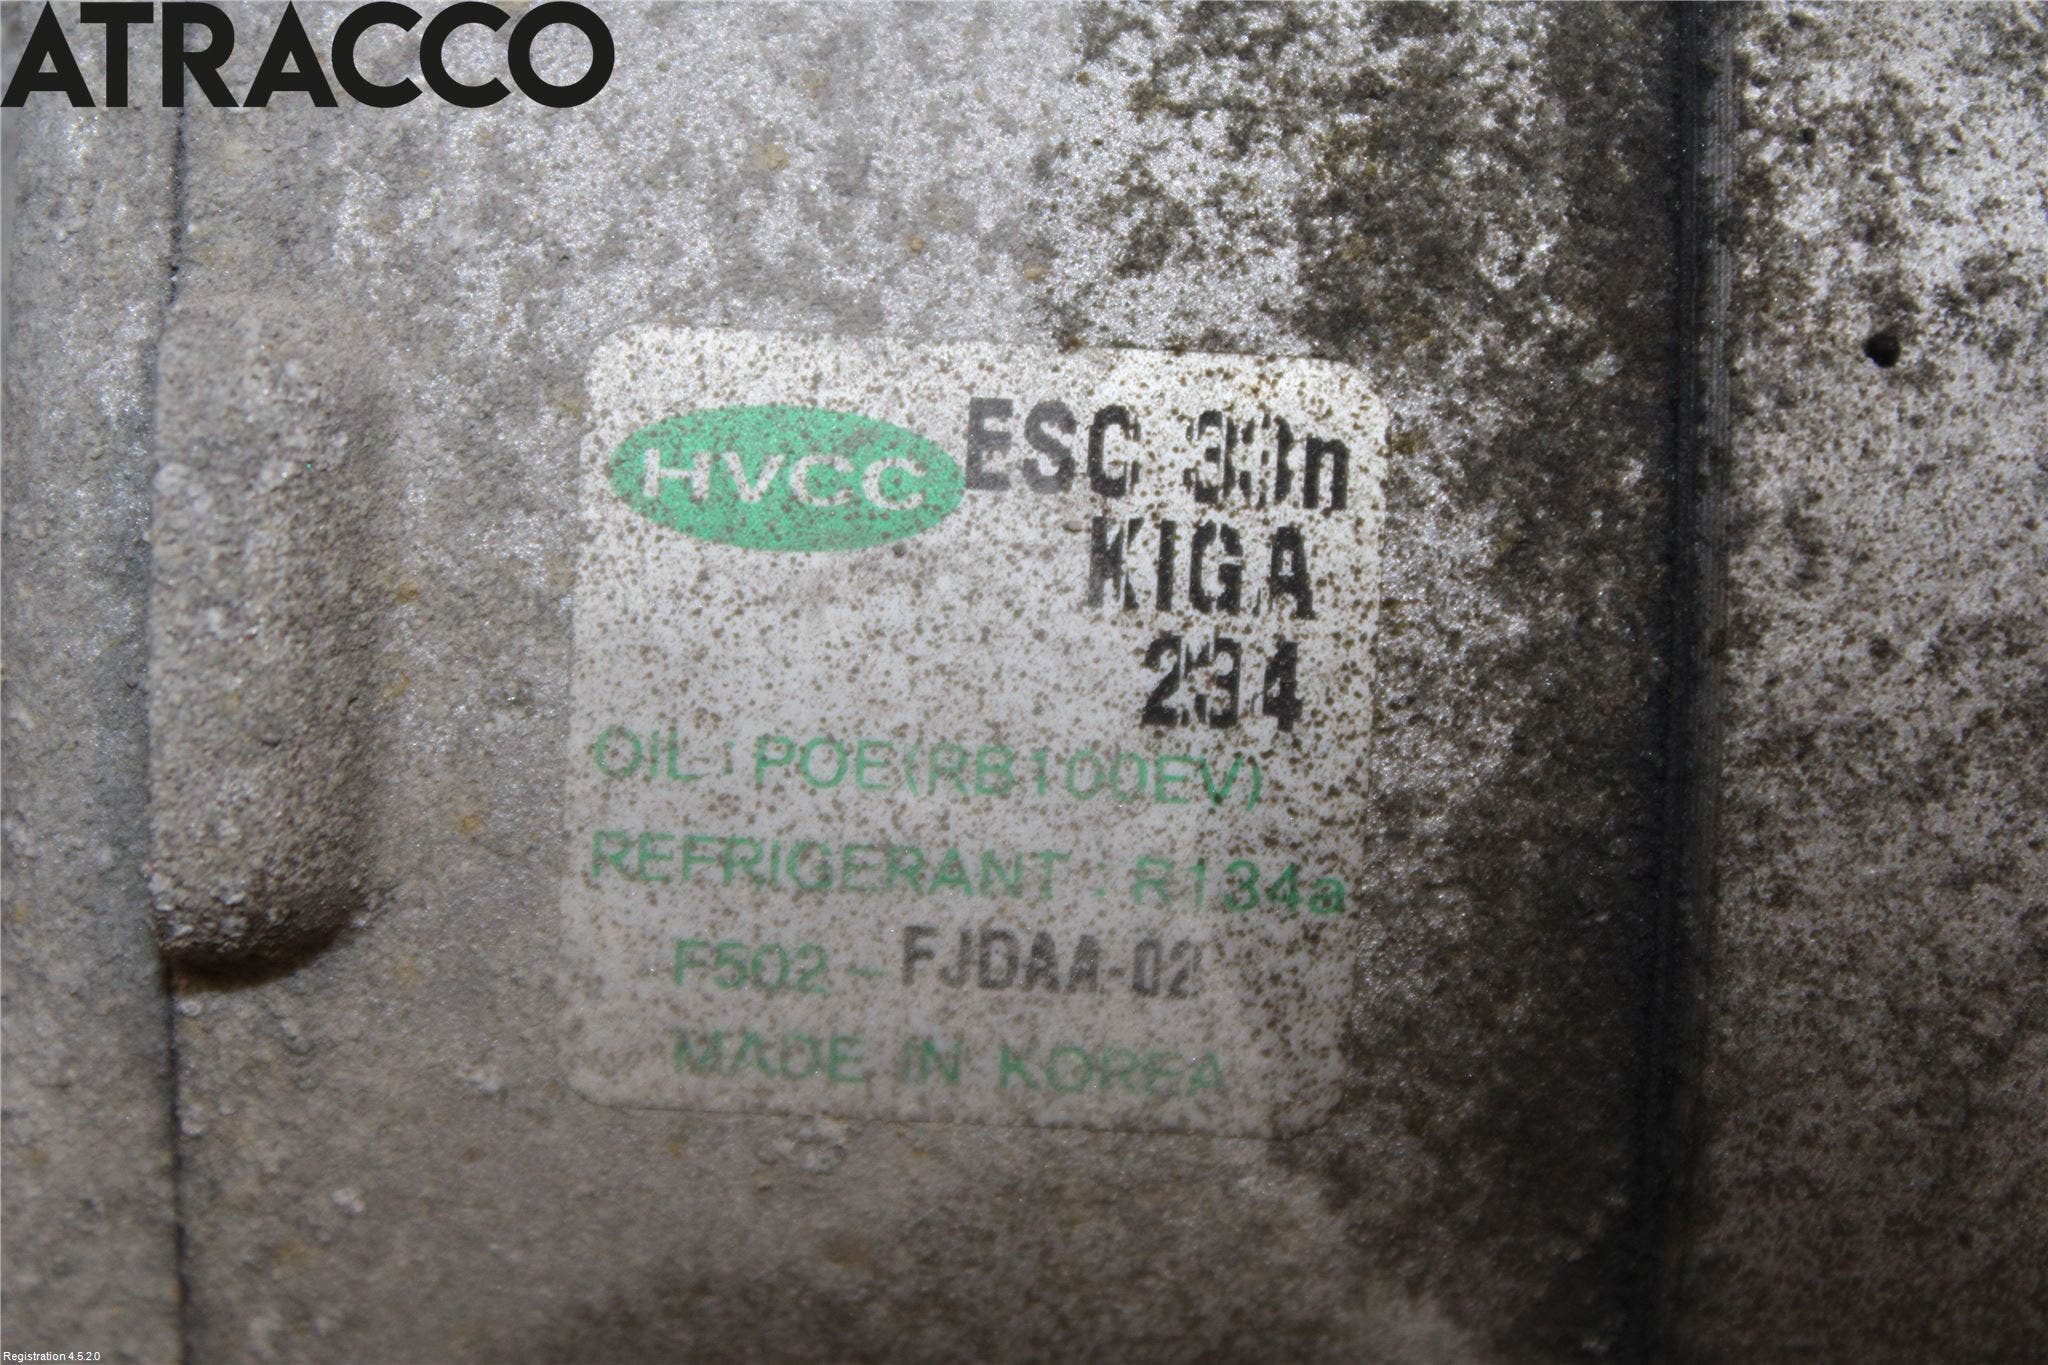 ATRACCO
HVCC ESC 33n
KIGA
234
OIL : POE(RB100EV)
REFRIGERANT : R134a
F502-FJDAA-02
MADE IN KOREA
Registration 4.5.2.0